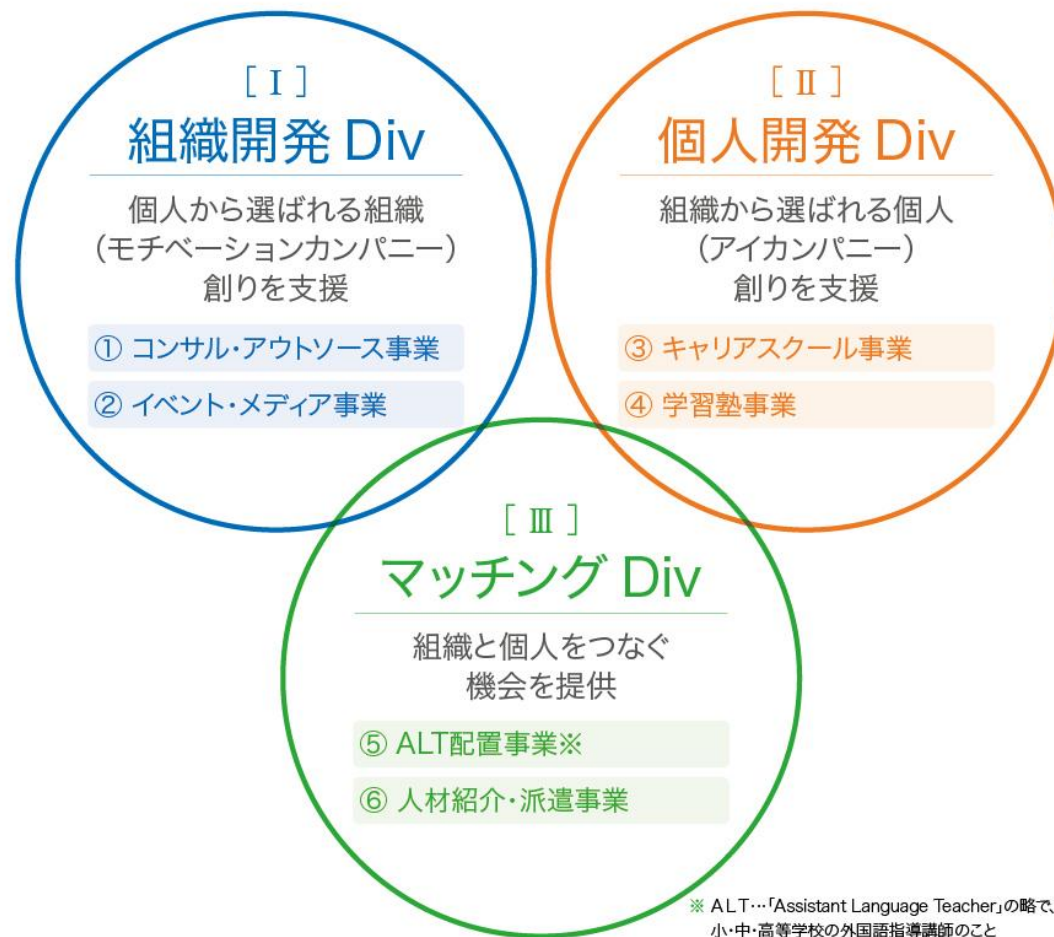 [ Ⅰ ]
組織開発 Div
個人から選ばれる組織
(モチベーションカンパニー)
創りを支援
① コンサル・アウトソース事業
② イベント・メディア事業
[ Ⅱ ]
個人開発 Div
組織から選ばれる個人
(アイカンパニー)
創りを支援
③ キャリアスクール事業
④ 学習塾事業
[ Ⅲ ]
マッチング Div
組織と個人をつなぐ
機会を提供
⑤ ALT配置事業※
⑥ 人材紹介・派遣事業
※ ALT…「Assistant Language Teacher」の略で、
小・中・高等学校の外国語指導講師のこと